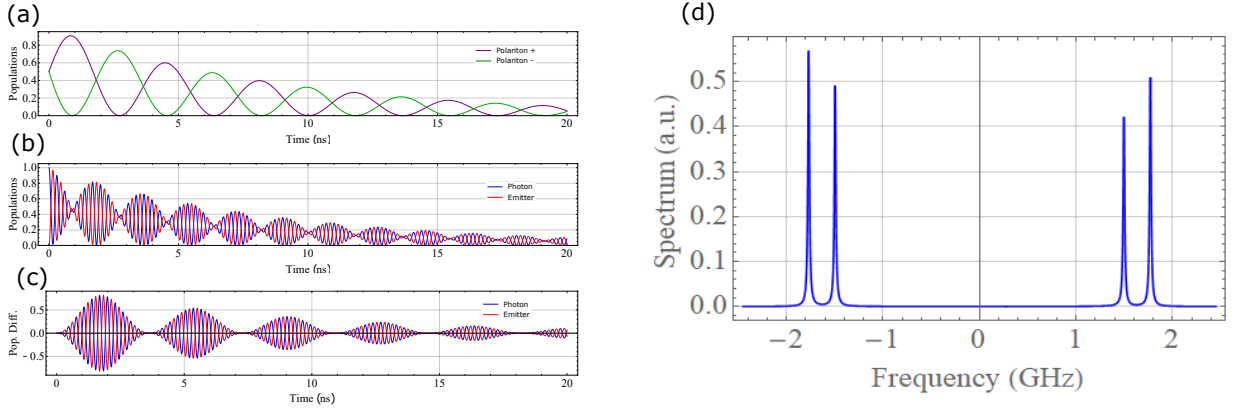 (a)
Populations
0.8
0.6
0.4
0.2
0.0
0
5
10
15
20
Time (ns)
Polariton +
Polariton -
(b)
Populations
1.0
0.8
0.6
0.4
0.2
0.0
0
5
10
15
20
Time (ns)
Photon
Emitter
(c)
Pop. Diff.
0.5
0.0
- 0.5
0
5
10
15
20
Time (ns)
Photon
Emitter
(d)
Spectrum (a.u.)
0.5
0.4
0.3
0.2
0.1
0.0
−2
−1
0
1
2
Frequency (GHz)